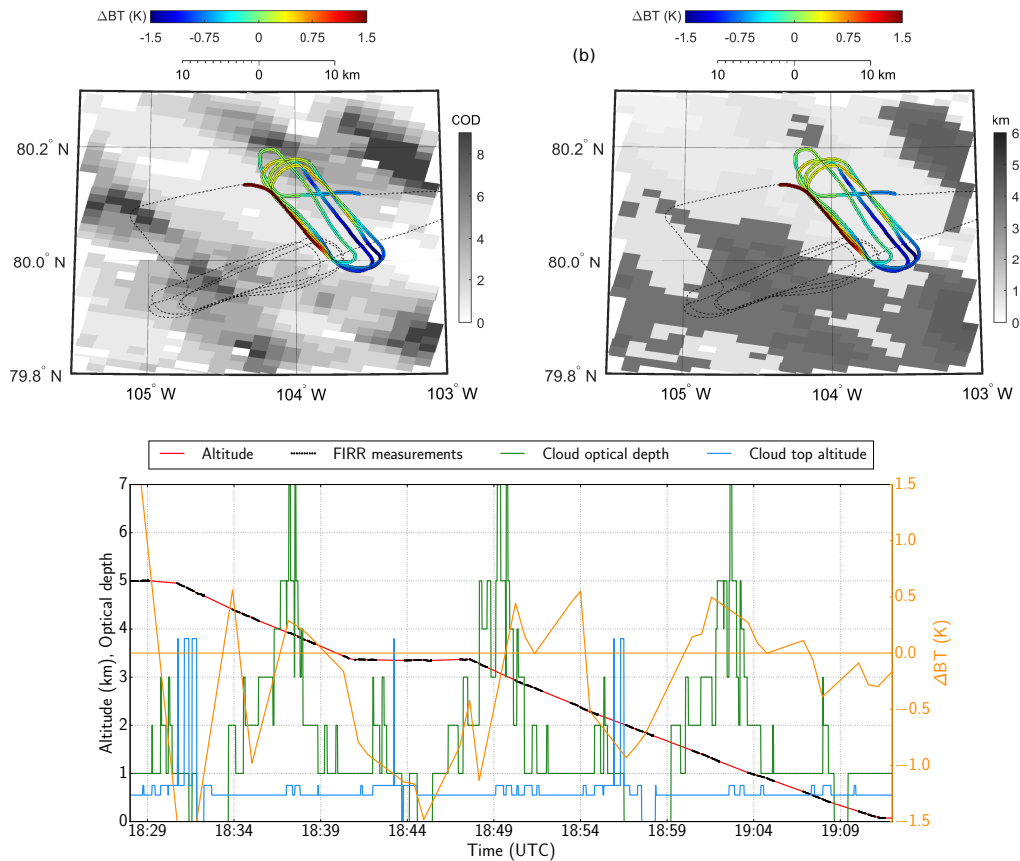 ΔBT (K)
-1.5 -0.75 0 0.75 1.5
10 0 10 km
COD
8
6
4
2
0
80.2° N
80.0° N
79.8° N
105° W 104° W 103° W
ΔBT (K)
-1.5 -0.75 0 0.75 1.5
(b)
10 0 10 km
km
6
5
4
3
2
1
0
80.2° N
80.0° N
79.8° N
105° W 104° W 103° W
Altitude FIRR measurements Cloud optical depth Cloud top altitude
Altitude (km), Optical depth
7
6
5
4
3
2
1
0
1.5
1.0
0.5
0.0
−0.5
−1.0
−1.5
ΔBT (K)
18:29 18:34 18:39 18:44 18:49 18:54 18:59 19:04 19:09
Time (UTC)